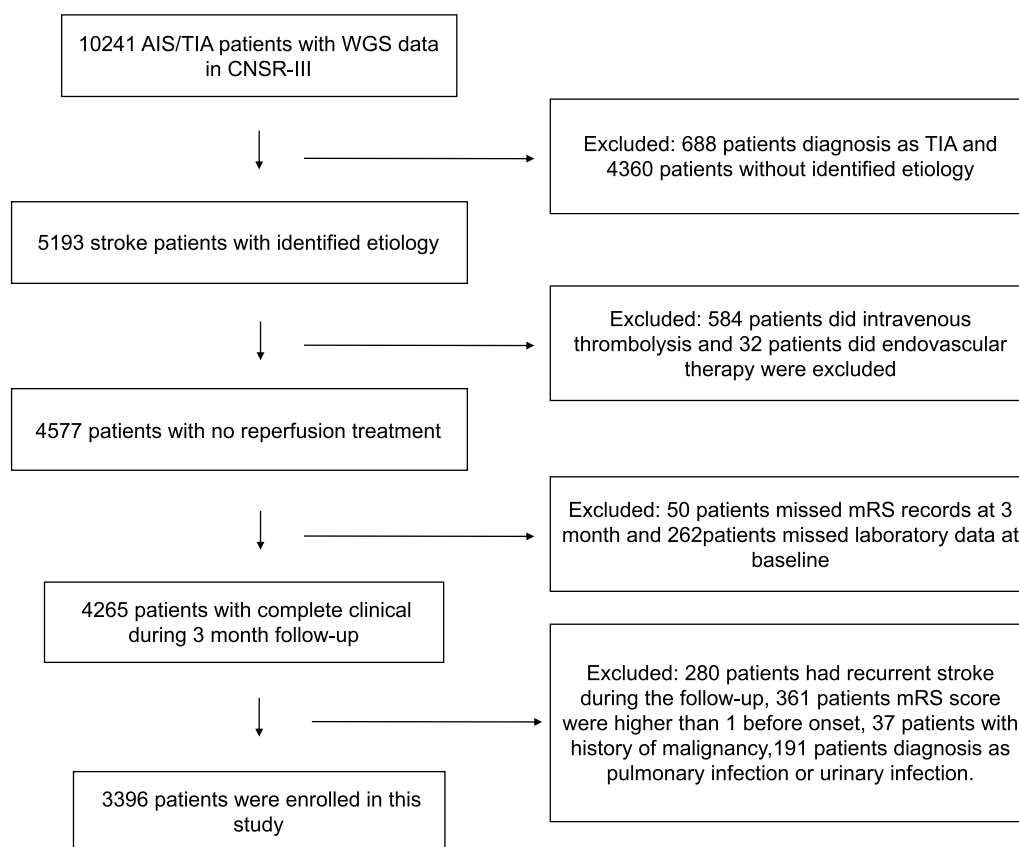 10241 AIS/TIA patients with WGS data
in CNSR-III
Excluded: 688 patients diagnosis as TIA and
4360 patients without identified etiology
5193 stroke patients with identified etiology
Excluded: 584 patients did intravenous
thrombolysis and 32 patients did endovascular
therapy were excluded
4577 patients with no reperfusion treatment
Excluded: 50 patients missed mRS records at 3
month and 262patients missed laboratory data at
baseline
4265 patients with complete clinical
during 3 month follow-up
Excluded: 280 patients had recurrent stroke
during the follow-up, 361 patients mRS score
were higher than 1 before onset, 37 patients with
history of malignancy,191 patients diagnosis as
pulmonary infection or urinary infection.
3396 patients were enrolled in this
study